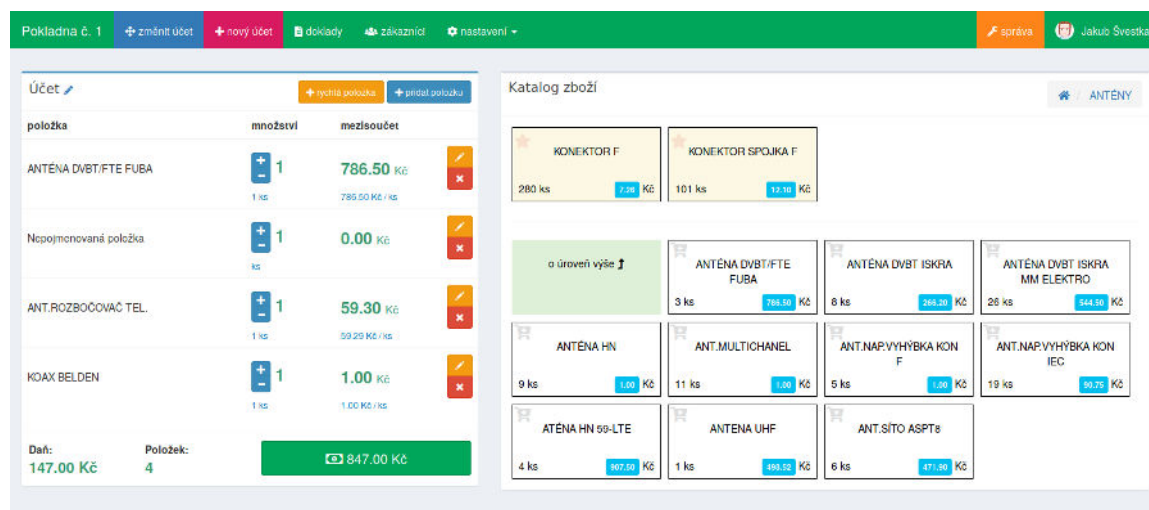 Pokladna č. 1 změnit účet nový účet doklady zákazníci nastavení správa Jakub Švestka
Účet rychlá položka přidat položku
položka množství mezisoučet
ANTÉNA DVBT/FTE FUBA 1 786.50 Kč
1 ks 786.50 Kč / ks
Nepojmenovaná položka 1 0.00 Kč
ks
ANT.ROZBOČOVAČ TEL. 1 59.30 Kč
1 ks 59.29 Kč / ks
KOAX BELDEN 1 1.00 Kč
1 ks 1.00 Kč / ks
Daň: Položek:
147.00 Kč 4 847.00 Kč
Katalog zboží
/ ANTÉNY
KONEKTOR F
280 ks 7.26 Kč
KONEKTOR SPOJKA F
101 ks 12.10 Kč
o úroveň výše
ANTÉNA DVBT/FTE
FUBA
3 ks 786.50 Kč
ANTÉNA DVBT ISKRA
8 ks 266.20 Kč
ANTÉNA DVBT ISKRA
MM ELEKTRO
26 ks 544.50 Kč
ANTÉNA HN
9 ks 1.00 Kč
ANT.MULTICHANEL
11 ks 1.00 Kč
ANT.NAP.VYHÝBKA KON
F
5 ks 1.00 Kč
ANT.NAP.VYHÝBKA KON
IEC
19 ks 90.75 Kč
ATÉNA HN 59-LTE
4 ks 907.50 Kč
ANTENA UHF
1 ks 498.52 Kč
ANT.SÍTO ASPT8
6 ks 471.90 Kč